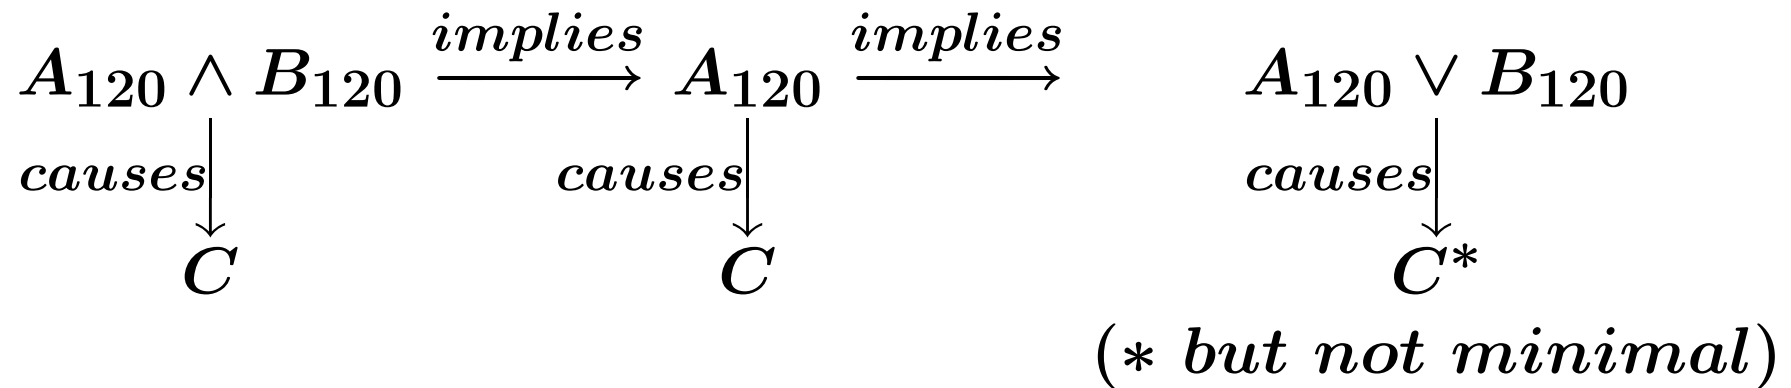 implies implies
A₁₂₀ ∧ B₁₂₀ A₁₂₀ A₁₂₀ ∨ B₁₂₀
causes causes causes
C C C*
(* but not minimal)